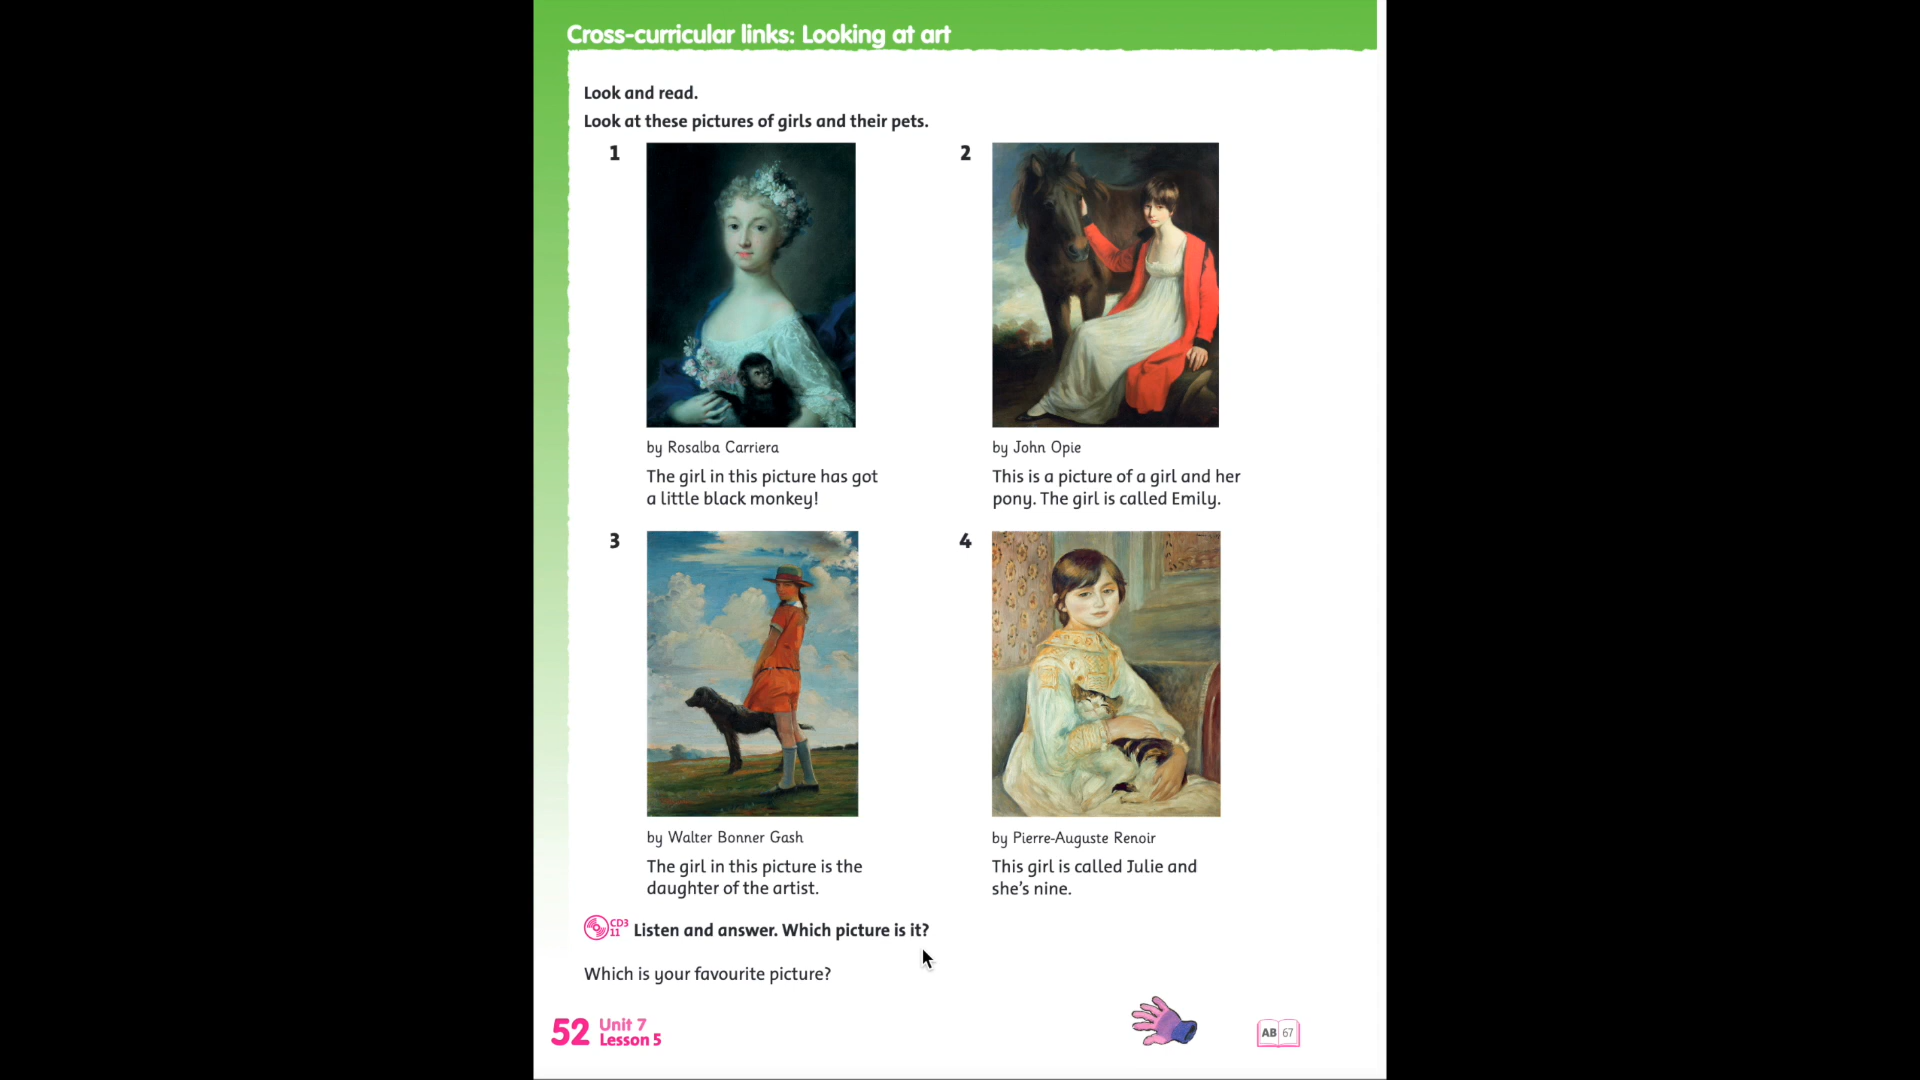 Cross-curricular links: Looking at art
Look and read.
Look at these pictures of girls and their pets.
1
by Rosalba Carriera
The girl in this picture has got
a little black monkey!
2
by John Opie
This is a picture of a girl and her
pony. The girl is called Emily.
3
by Walter Bonner Gash
The girl in this picture is the
daughter of the artist.
4
by Pierre-Auguste Renoir
This girl is called Julie and
she's nine.
CD3
11
Listen and answer. Which picture is it?
Which is your favourite picture?
52
Unit 7
Lesson 5
AB 67